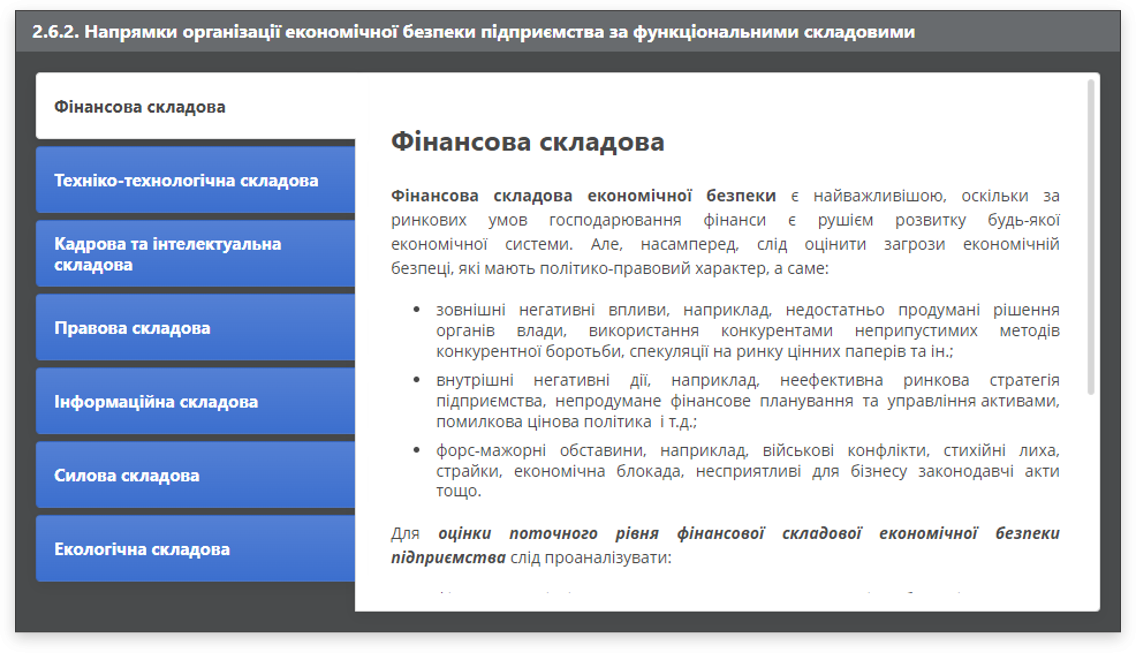 2.6.2. Напрямки організації економічної безпеки підприємства за функціональними складовими
Фінансова складова
Техніко-технологічна складова
Кадрова та інтелектуальна
складова
Правова складова
Інформаційна складова
Силова складова
Екологічна складова
Фінансова складова
Фінансова складова економічної безпеки є найважливішою, оскільки за
ринкових умов господарювання фінанси є рушієм розвитку будь-якої
економічної системи. Але, насамперед, слід оцінити загрози економічній
безпеці, які мають політико-правовий характер, а саме:
• зовнішні негативні впливи, наприклад, недостатньо продумані рішення
органів влади, використання конкурентами неприпустимих методів
конкурентної боротьби, спекуляції на ринку цінних паперів та ін.;
• внутрішні негативні дії, наприклад, неефективна ринкова стратегія
підприємства, непродумане фінансове планування та управління активами,
помилкова цінова політика і т.д.;
• форс-мажорні обставини, наприклад, військові конфлікти, стихійні лиха,
страйки, економічна блокада, несприятливі для бізнесу законодавчі акти
тощо.
Для оцінки поточного рівня фінансової складової економічної безпеки
підприємства слід проаналізувати: